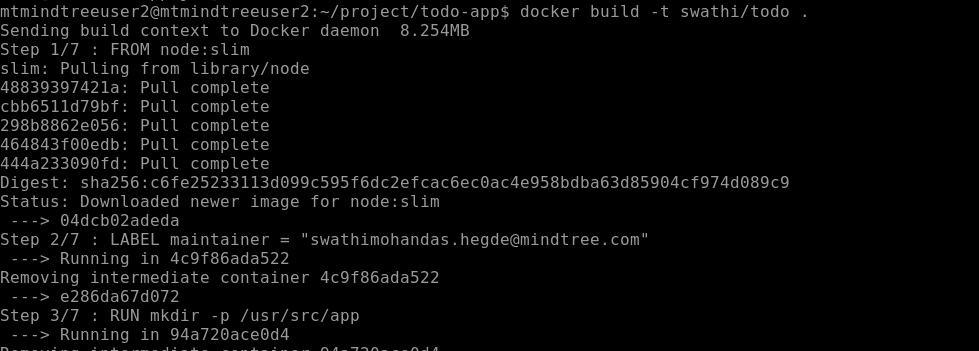 mtmindtreeuser2@mtmindtreeuser2:~/project/todo-app$ docker build -t swathi/todo .
Sending build context to Docker daemon  8.254MB
Step 1/7 : FROM node:slim
slim: Pulling from library/node
48839397421a: Pull complete
cbb6511d79bf: Pull complete
298b8862e056: Pull complete
464843f00edb: Pull complete
444a233090fd: Pull complete
Digest: sha256:c6fe25233113d099c595f6dc2efcac6ec0ac4e958bdba63d85904cf974d089c9
Status: Downloaded newer image for node:slim
 ---> 04dcb02adeda
Step 2/7 : LABEL maintainer = "swathimohandas.hegde@mindtree.com"
 ---> Running in 4c9f86ada522
Removing intermediate container 4c9f86ada522
 ---> e286da67d072
Step 3/7 : RUN mkdir -p /usr/src/app
 ---> Running in 94a720ace0d4
Removing intermediate container 94a720ace0d4